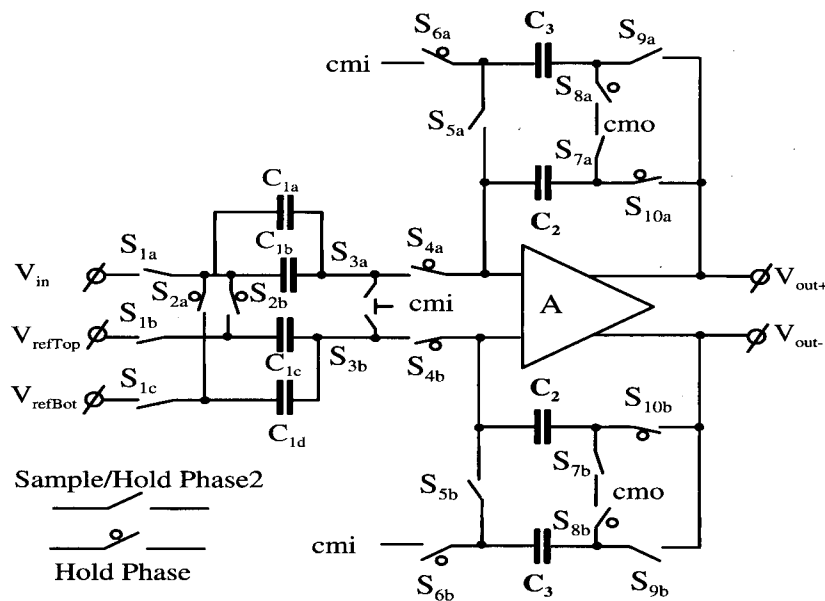 C3
S6a
S9a
cmi
S8a
S5a
cmo
S7a
C1a
C2
S10a
C1b
S1a
S3a
S4a
Vin
S2a
S2b
cmi
A
Vout+
S1b
VrefTop
Vout-
S3b
S4b
C1c
S1c
C2
VrefBot
S10b
C1d
S7b
Sample/Hold Phase2
S5b
cmo
S8b
cmi
Hold Phase
S6b
C3
S9b